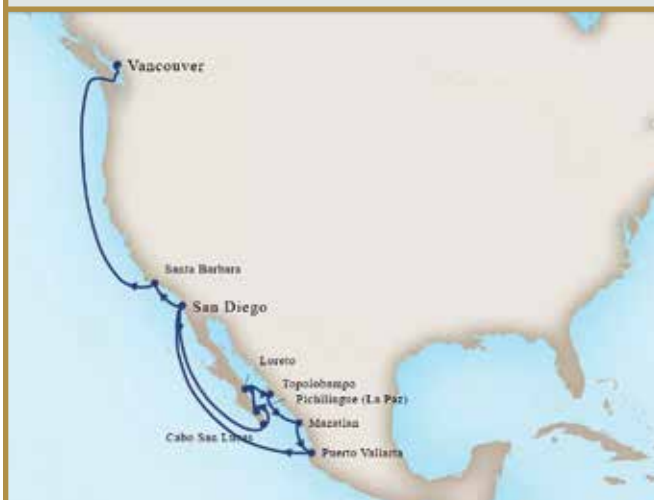 Vancouver
Santa Barbara
San Diego
Loreto
Topolobampo
Pichilingue (La Paz)
Mazatlan
Cabo San Lucas
Puerto Vallarta